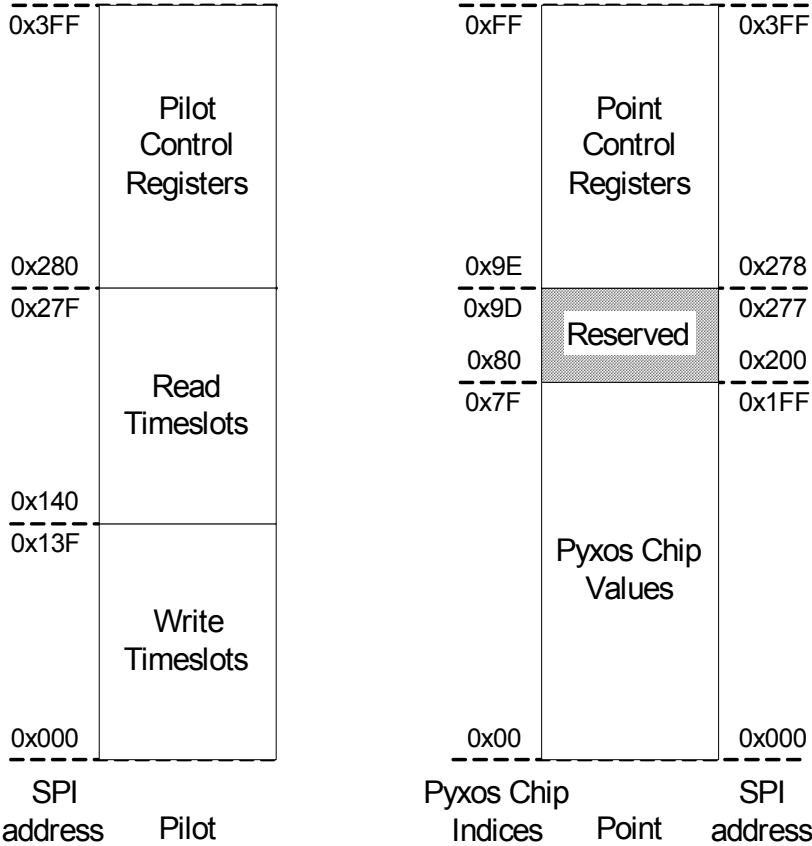 0x3FF
Pilot
Control
Registers
0x280
0x27F
Read
Timeslots
0x140
0x13F
Write
Timeslots
0x000
SPI
address
Pilot
0xFF
0x3FF
Point
Control
Registers
0x9E
0x278
0x9D
0x277
Reserved
0x80
0x200
0x7F
0x1FF
Pyxos Chip
Values
0x00
0x000
Pyxos Chip
Indices
Point
SPI
address